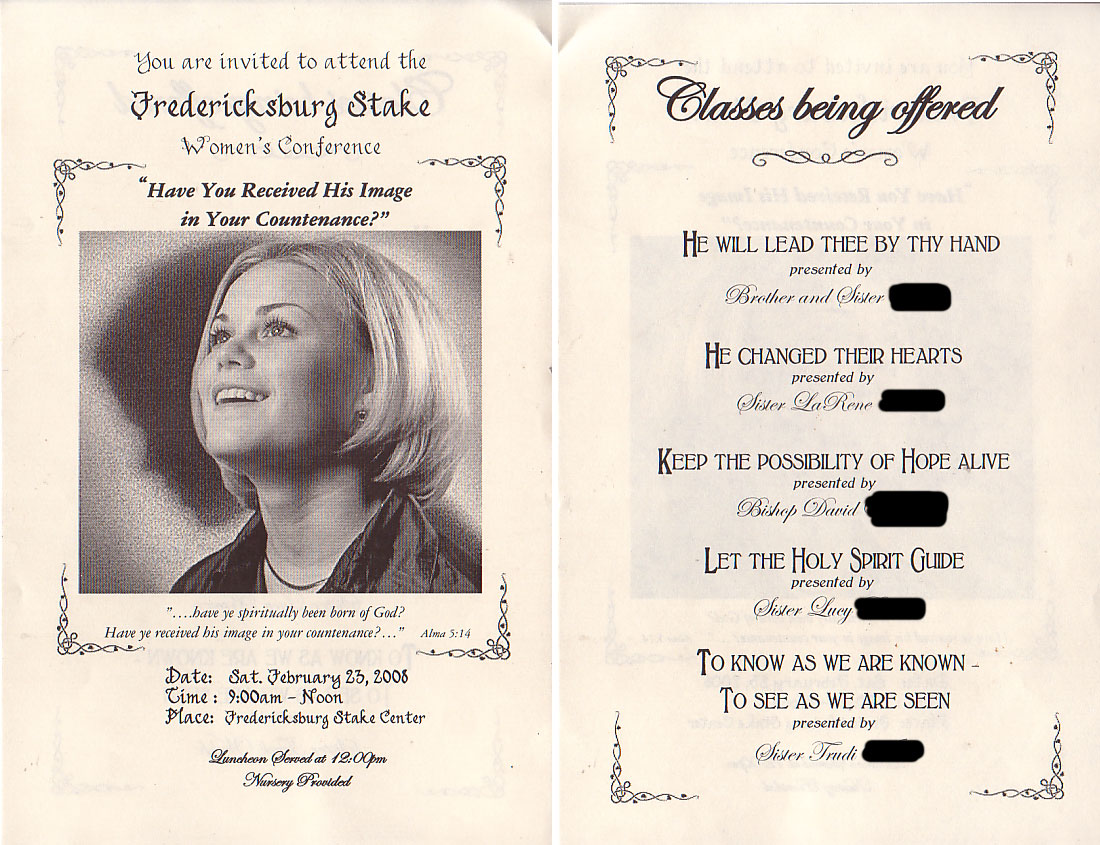 You are invited to attend the
Fredericksburg Stake
Women's Conference
"Have You Received His Image
in Your Countenance?"
"....have ye spiritually been born of God?
Have ye received his image in your countenance?..." Alma 5:14
Date: Sat. February 23, 2008
Time: 9:00am - Noon
Place: Fredericksburg Stake Center
Luncheon Served at 12:00pm
Nursery Provided
Classes being offered
HE WILL LEAD THEE BY THY HAND
presented by
Brother and Sister
HE CHANGED THEIR HEARTS
presented by
Sister LaRene
KEEP THE POSSIBILITY OF HOPE ALIVE
presented by
Bishop David
LET THE HOLY SPIRIT GUIDE
presented by
Sister Lucy
TO KNOW AS WE ARE KNOWN -
TO SEE AS WE ARE SEEN
presented by
Sister Trudi